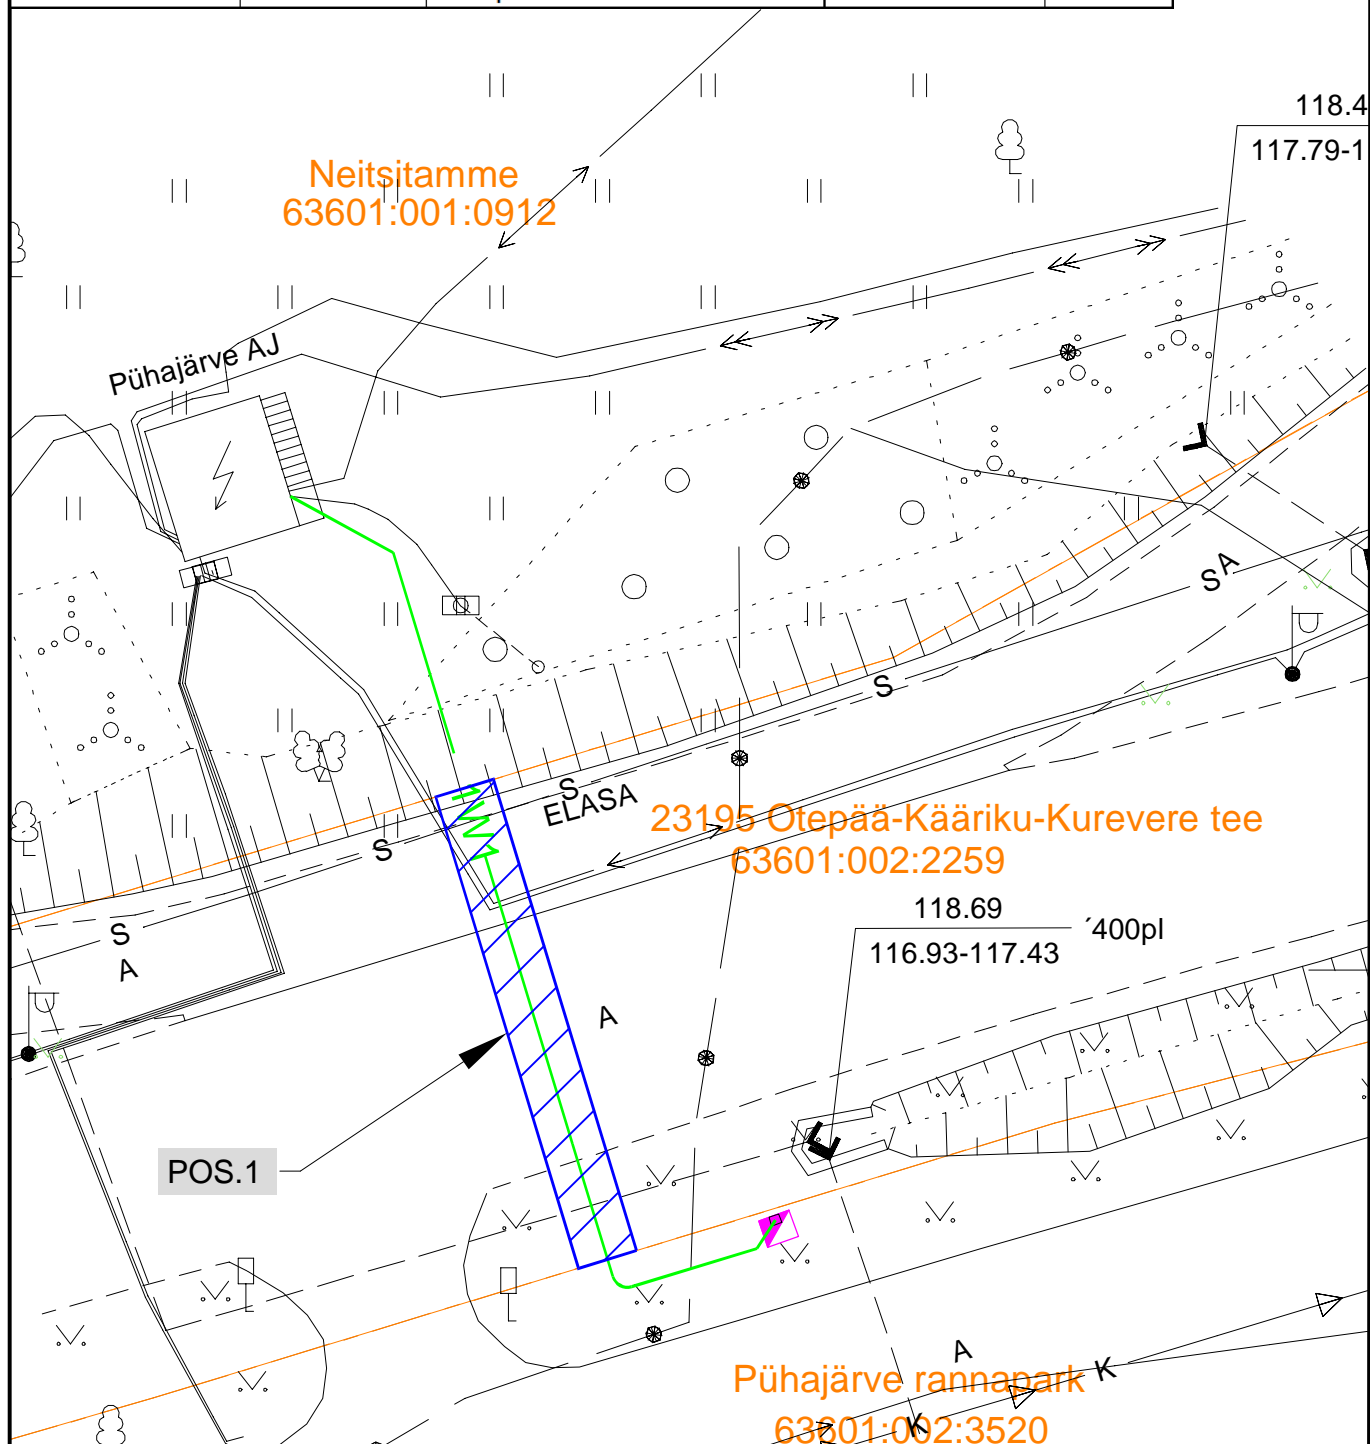 118.4
117.79-1
Neitsitamme
63601:001:0912
Pühajärve AJ
S A
S
S
ELASA
1W1
23195 Otepää-Kääriku-Kurevere tee
63601:002:2259
S
118.69
´400pl
116.93-117.43
S
A
A
POS.1
A
K
Pühajärve rannapark
K
63601:002:3520